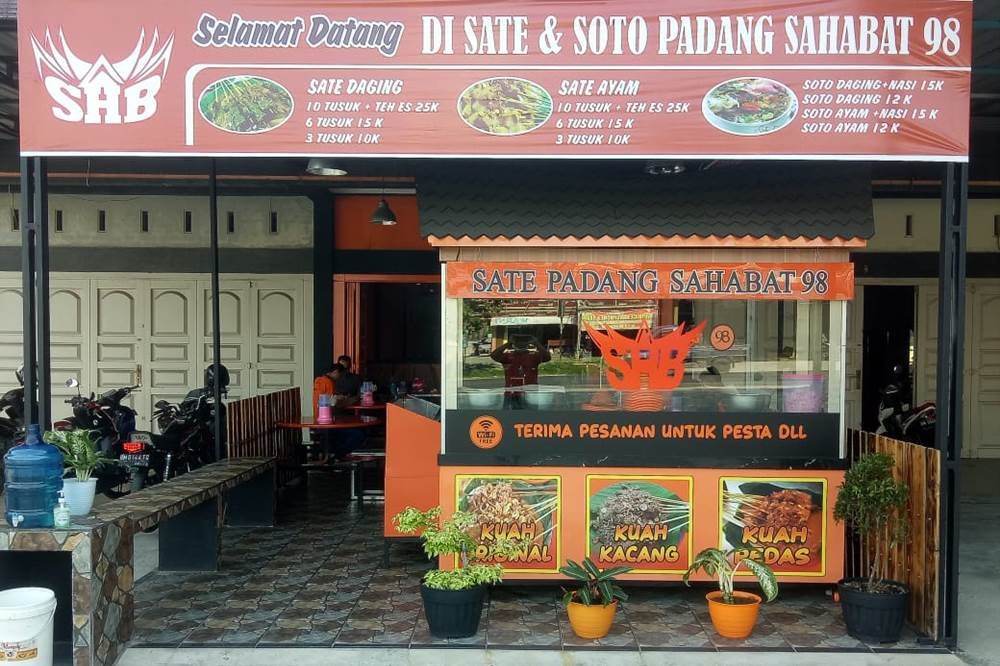 Selamat Datang DI SATE & SOTO PADANG SAHABAT 98
SAB
SATE DAGING
10 TUSUK + TEH ES 25K
6 TUSUK 15 K
3 TUSUK 10K
SATE AYAM
10 TUSUK + TEH ES 25K
6 TUSUK 15 K
3 TUSUK 10K
SOTO DAGING+NASI 15K
SOTO DAGING 12 K
SOTO AYAM +NASI 15 K
SOTO AYAM 12 K
SATE PADANG SAHABAT 98
SAB
98
Wi-Fi
FREE
TERIMA PESANAN UNTUK PESTA DLL
KUAH
KUAH
KACANG
KUAH
PEDAS